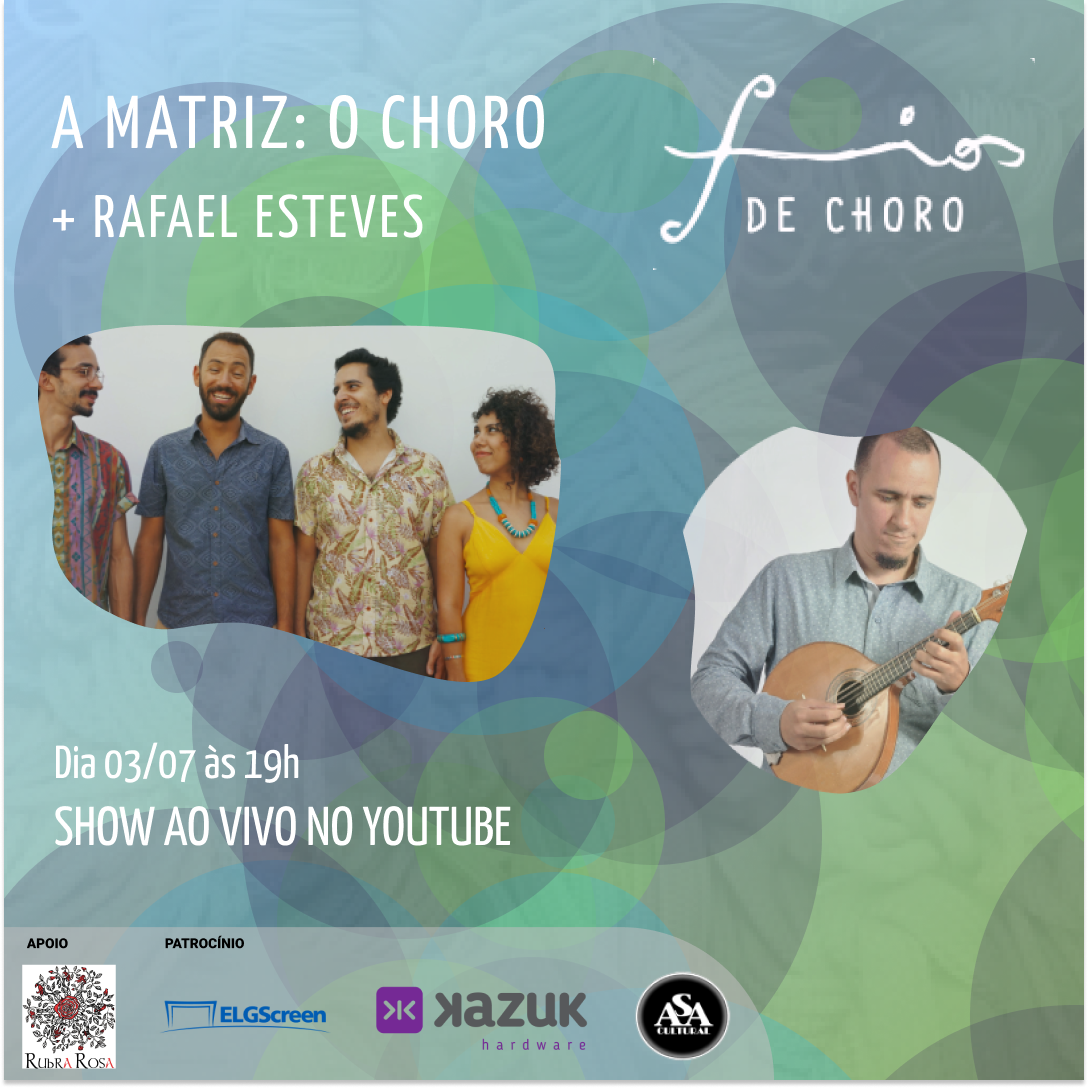 A MATRIZ: O CHORO
+ RAFAEL ESTEVES
fios
DE CHORO
Dia 03/07 às 19h
SHOW AO VIVO NO YOUTUBE
APOIO
PATROCÍNIO
RUbRA ROSA
ELGScreen
KAZUK
hardware
ASA
CULTURAL